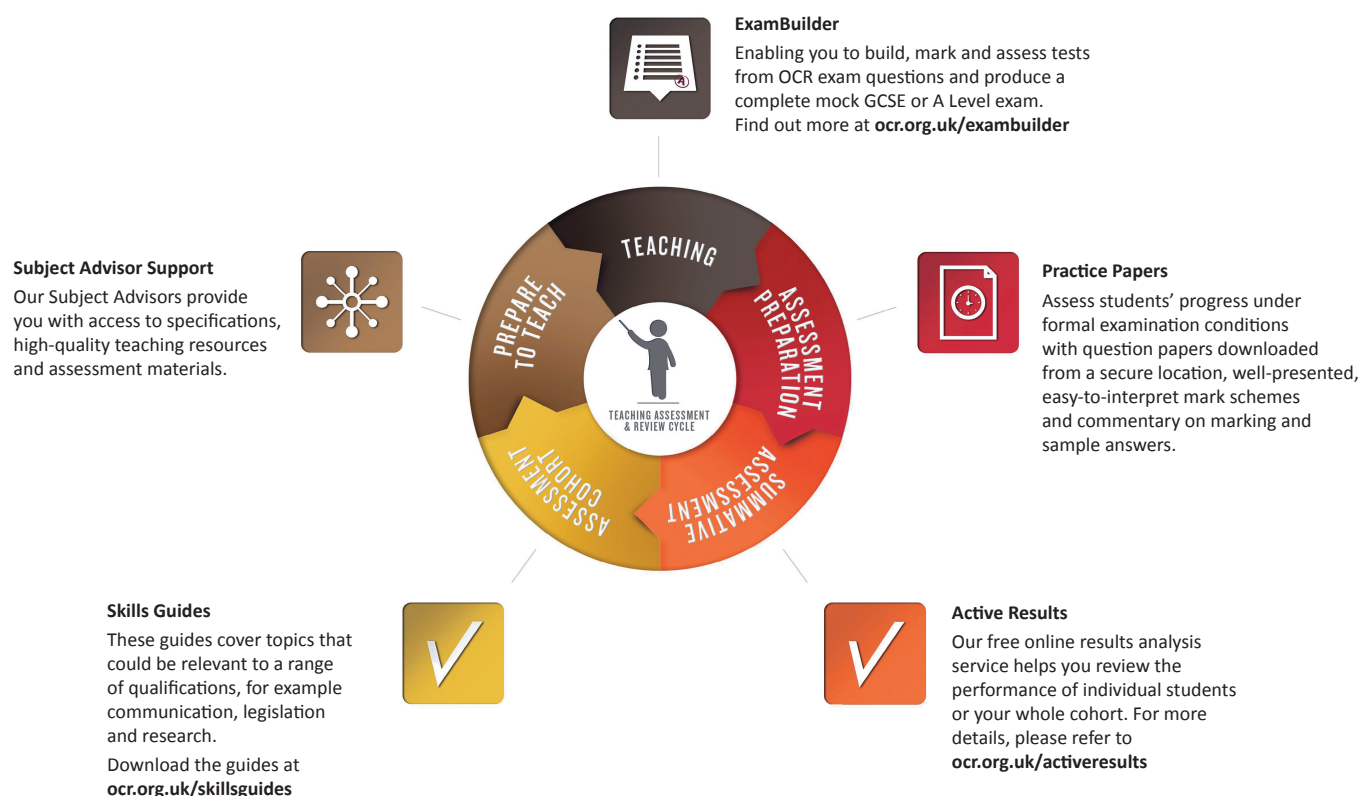 ExamBuilder
Enabling you to build, mark and assess tests
from OCR exam questions and produce a
complete mock GCSE or A Level exam.
Find out more at ocr.org.uk/exambuilder
Subject Advisor Support
Our Subject Advisors provide
you with access to specifications,
high-quality teaching resources
and assessment materials.
TEACHING
PREPARE
TO TEACH
ASSESSMENT
PREPARATION
TEACHING ASSESSMENT
& REVIEW CYCLE
ASSESSMENT
COHORT
SUMMATIVE
ASSESSMENT
Practice Papers
Assess students’ progress under
formal examination conditions
with question papers downloaded
from a secure location, well-presented,
easy-to-interpret mark schemes
and commentary on marking and
sample answers.
Skills Guides
These guides cover topics that
could be relevant to a range
of qualifications, for example
communication, legislation
and research.
Download the guides at
ocr.org.uk/skillsguides
Active Results
Our free online results analysis
service helps you review the
performance of individual students
or your whole cohort. For more
details, please refer to
ocr.org.uk/activeresults